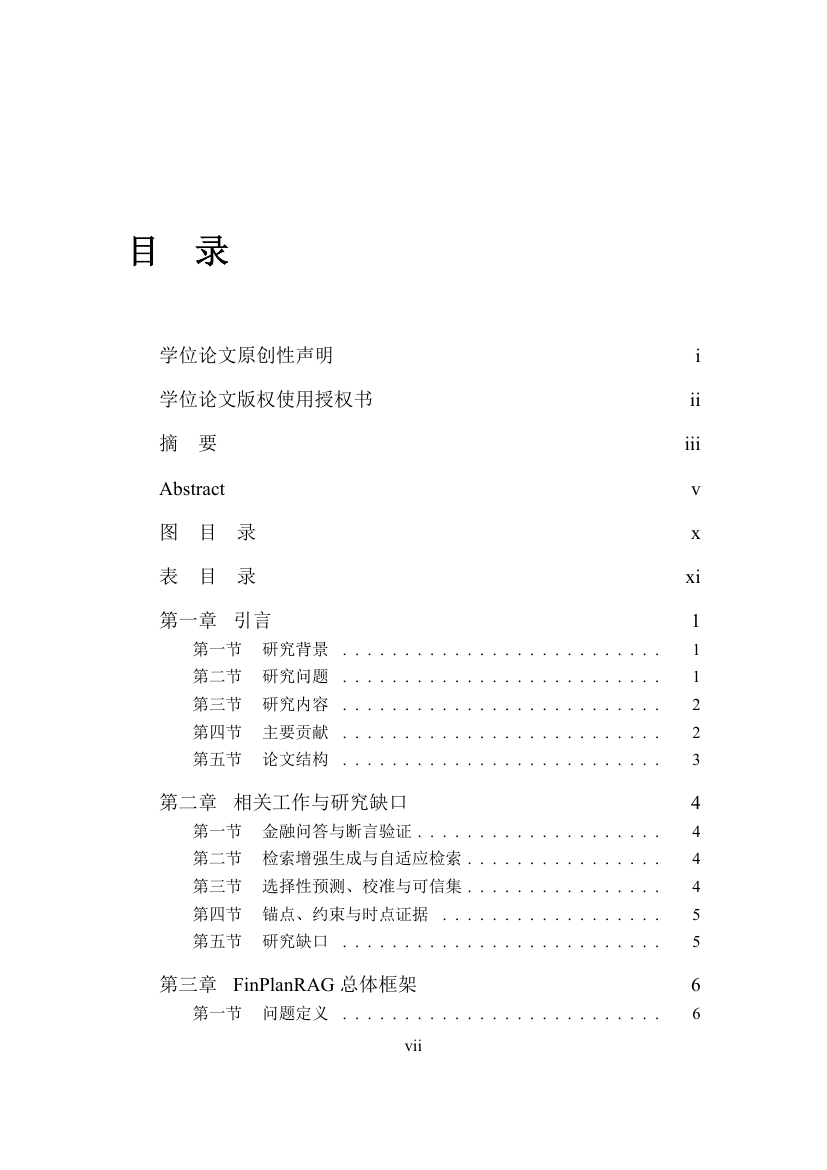 目 录
学位论文原创性声明 i
学位论文版权使用授权书 ii
摘 要 iii
Abstract v
图 目 录 x
表 目 录 xi
第一章 引言 1
第一节 研究背景 . . . . . . . . . . . . . . . . . . . . . . . . . . 1
第二节 研究问题 . . . . . . . . . . . . . . . . . . . . . . . . . . 1
第三节 研究内容 . . . . . . . . . . . . . . . . . . . . . . . . . . 2
第四节 主要贡献 . . . . . . . . . . . . . . . . . . . . . . . . . . 2
第五节 论文结构 . . . . . . . . . . . . . . . . . . . . . . . . . . 3
第二章 相关工作与研究缺口 4
第一节 金融问答与断言验证 . . . . . . . . . . . . . . . . . . . . 4
第二节 检索增强生成与自适应检索 . . . . . . . . . . . . . . . . 4
第三节 选择性预测、校准与可信集 . . . . . . . . . . . . . . . . 4
第四节 锚点、约束与时点证据 . . . . . . . . . . . . . . . . . . 5
第五节 研究缺口 . . . . . . . . . . . . . . . . . . . . . . . . . . 5
第三章 FinPlanRAG 总体框架 6
第一节 问题定义 . . . . . . . . . . . . . . . . . . . . . . . . . . 6
vii